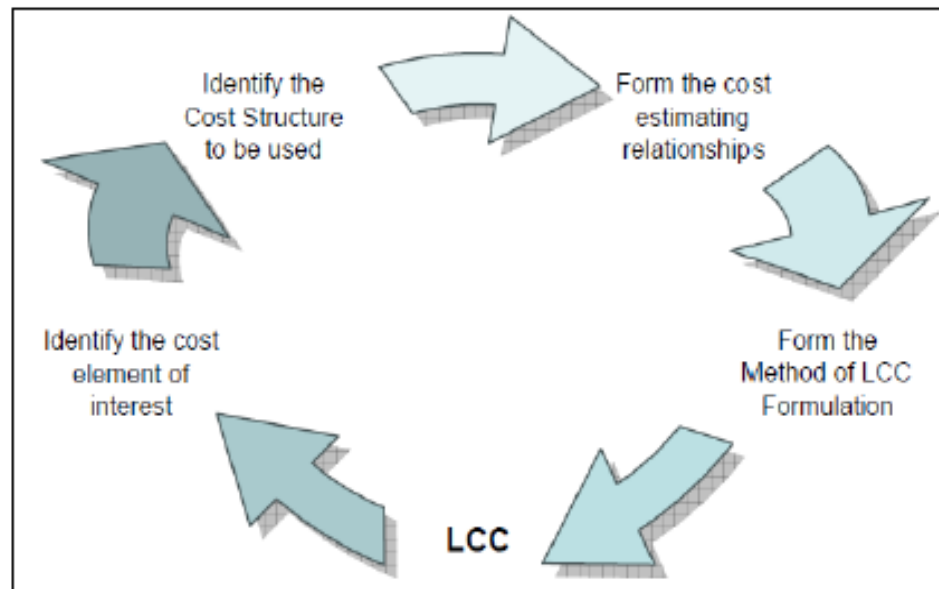 Identify the
Cost Structure
to be used
Form the cost
estimating
relationships
Form the
Method of LCC
Formulation
LCC
Identify the cost
element of
interest